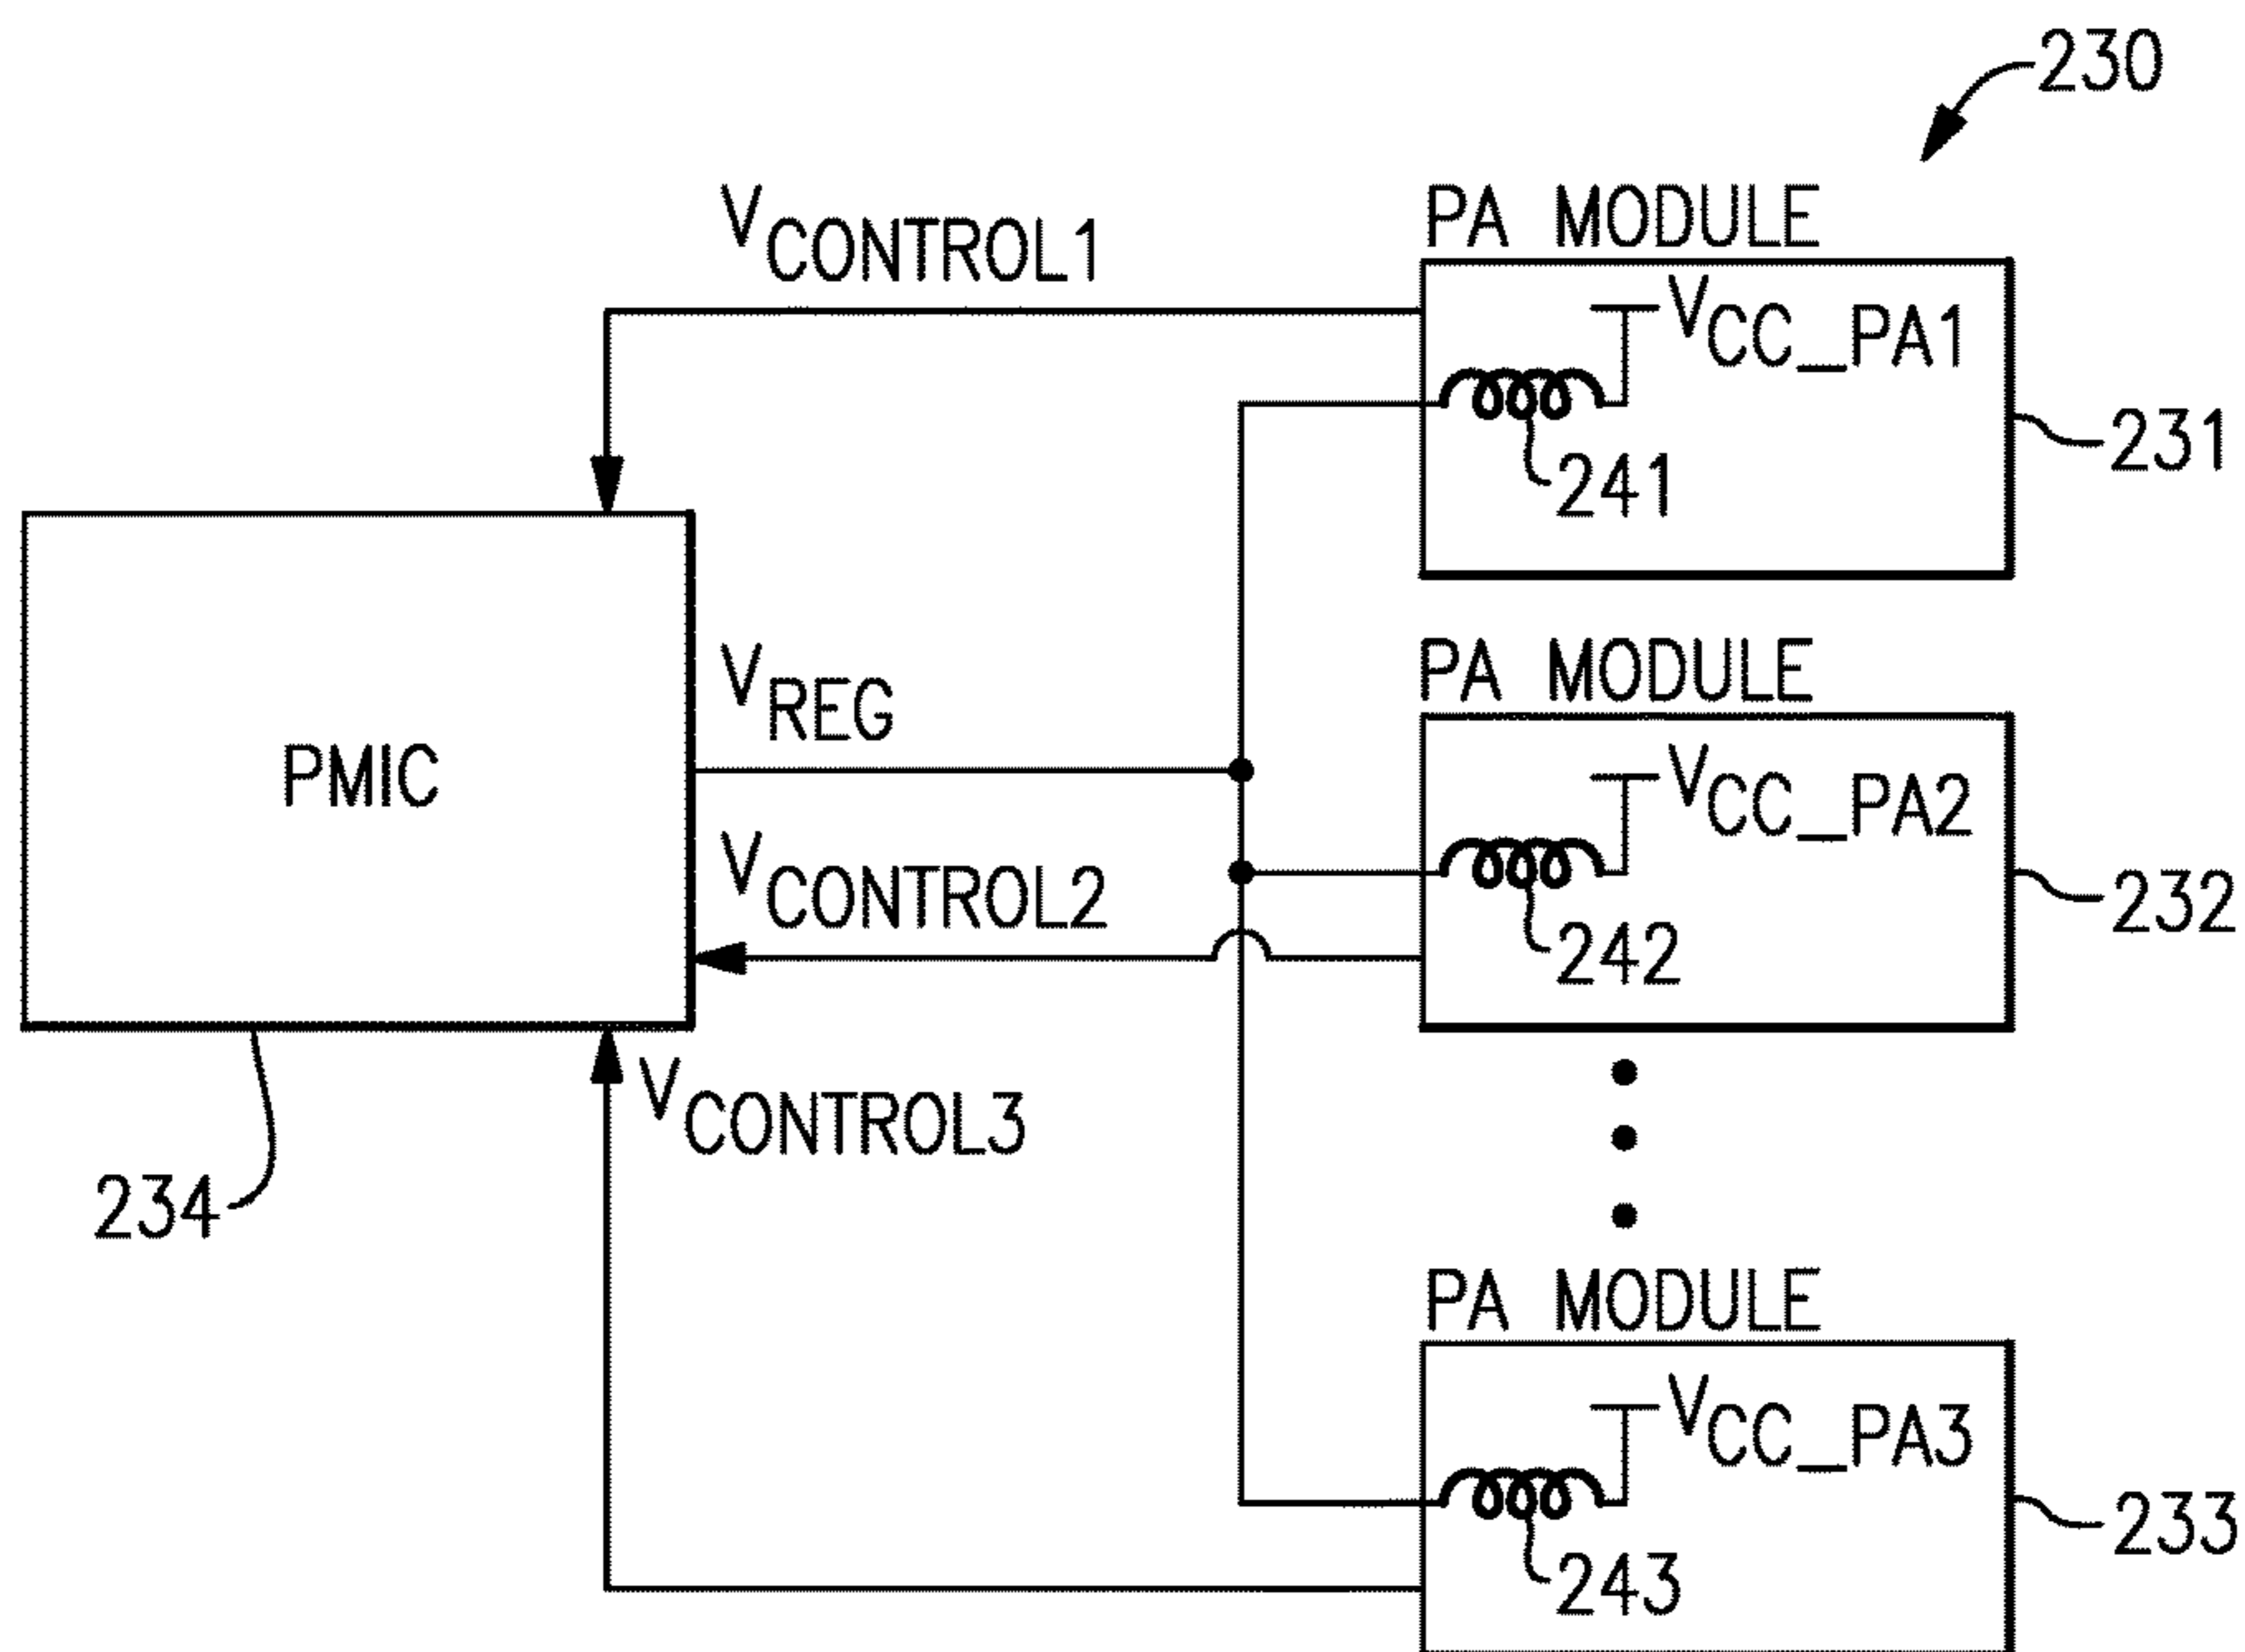 230
PA MODULE
VCONTROL1
VCC_PA1
231
241
PA MODULE
VREG
PMIC
VCC_PA2
VCONTROL2
232
242
VCONTROL3
234
PA MODULE
VCC_PA3
233
243